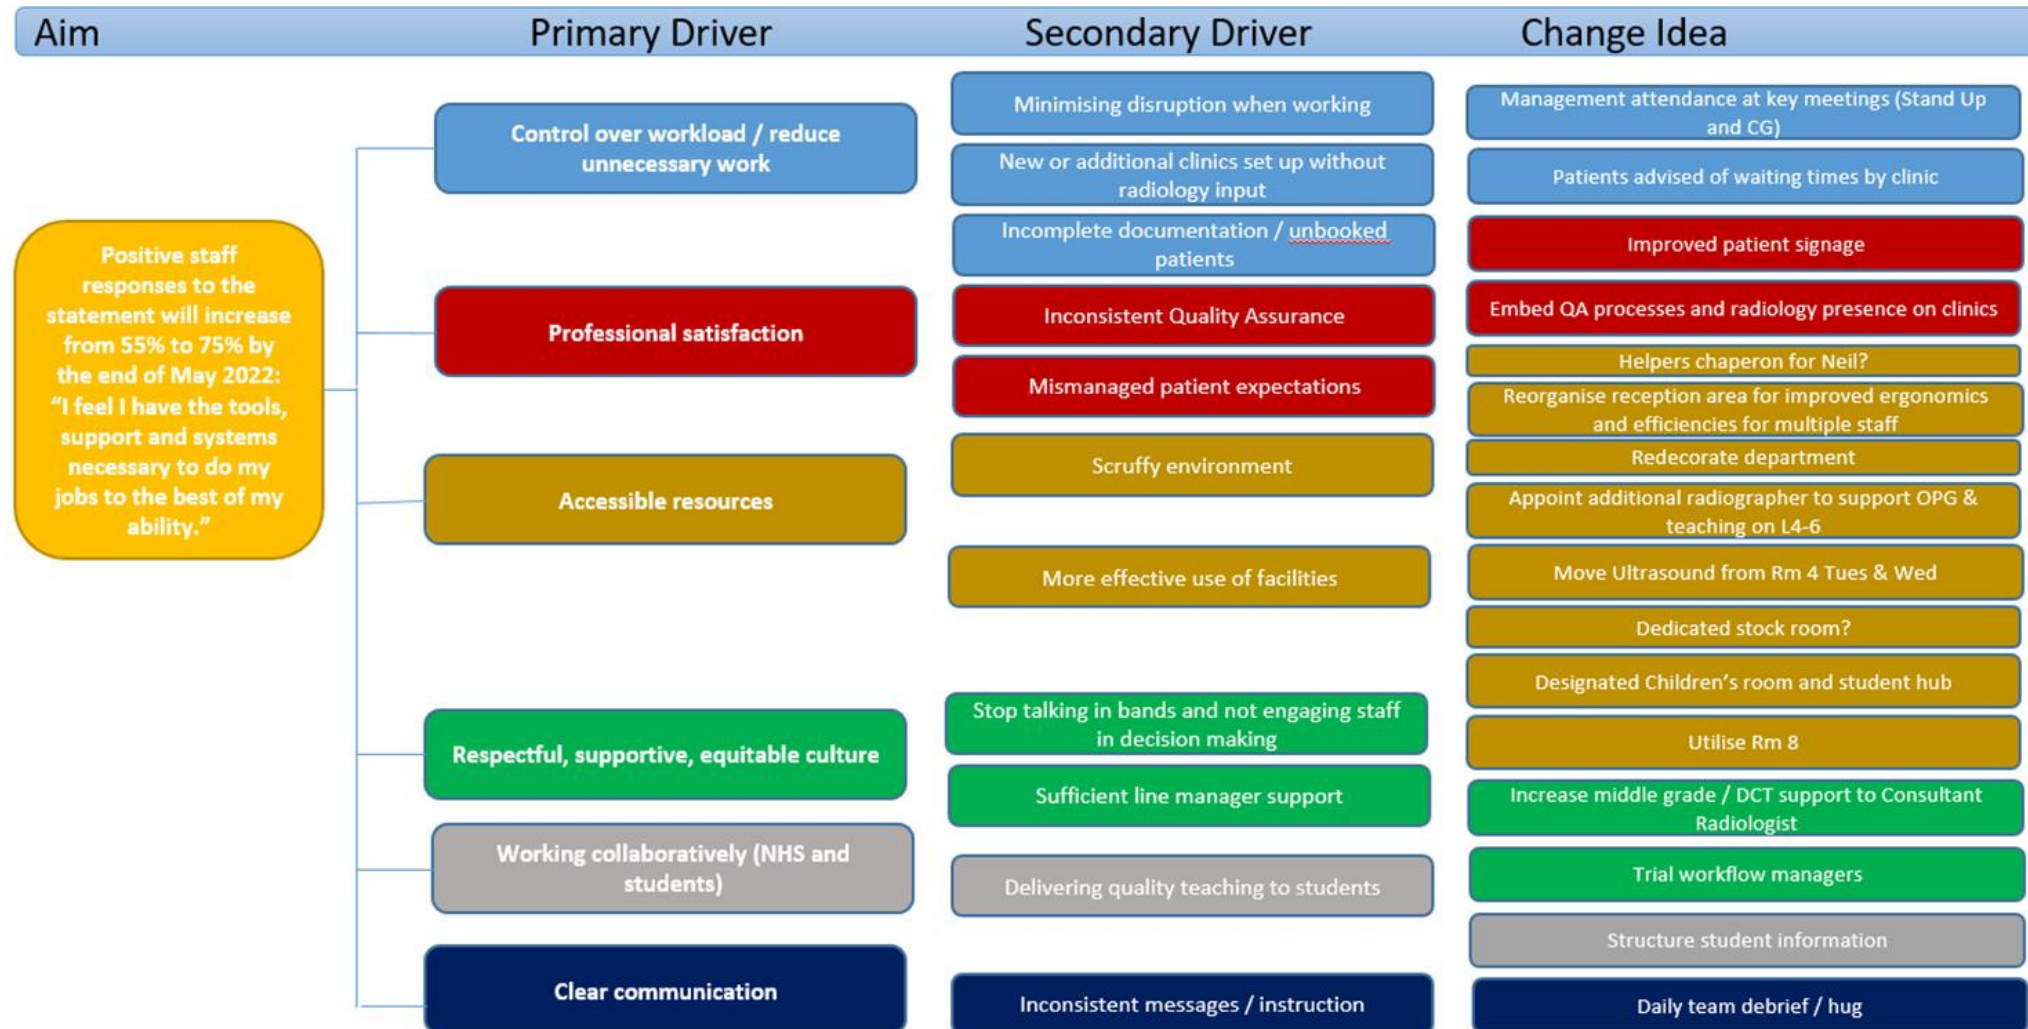 Aim
Primary Driver
Secondary Driver
Change Idea
Positive staff
responses to the
statement will increase
from 55% to 75% by
the end of May 2022:
“I feel I have the tools,
support and systems
necessary to do my
jobs to the best of my
ability.”
Control over workload / reduce
unnecessary work
Professional satisfaction
Accessible resources
Respectful, supportive, equitable culture
Working collaboratively (NHS and
students)
Clear communication
Minimising disruption when working
New or additional clinics set up without
radiology input
Incomplete documentation / unbooked
patients
Inconsistent Quality Assurance
Mismanaged patient expectations
Scruffy environment
More effective use of facilities
Stop talking in bands and not engaging staff
in decision making
Sufficient line manager support
Delivering quality teaching to students
Inconsistent messages / instruction
Management attendance at key meetings (Stand Up
and CG)
Patients advised of waiting times by clinic
Improved patient signage
Embed QA processes and radiology presence on clinics
Helpers chaperon for Neil?
Reorganise reception area for improved ergonomics
and efficiencies for multiple staff
Redecorate department
Appoint additional radiographer to support OPG &
teaching on L4-6
Move Ultrasound from Rm 4 Tues & Wed
Dedicated stock room?
Designated Children’s room and student hub
Utilise Rm 8
Increase middle grade / DCT support to Consultant
Radiologist
Trial workflow managers
Structure student information
Daily team debrief / hug